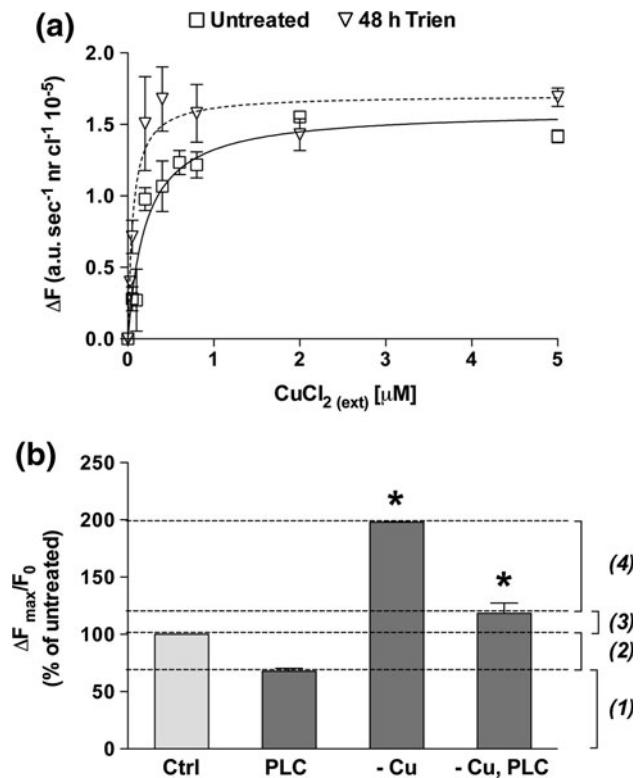 (a) □ Untreated ▽ 48 h Trien
2.0
1.5
1.0
0.5
0.0
ΔF (a.u. sec⁻¹ nr cl⁻¹ 10⁻⁵)
0 1 2 3 4 5
CuCl₂ (ext) [µM]
(b)
250
200
150
100
50
0
ΔF max/F₀
(% of untreated)
* *
(4)
(3)
(2)
(1)
Ctrl PLC - Cu - Cu, PLC